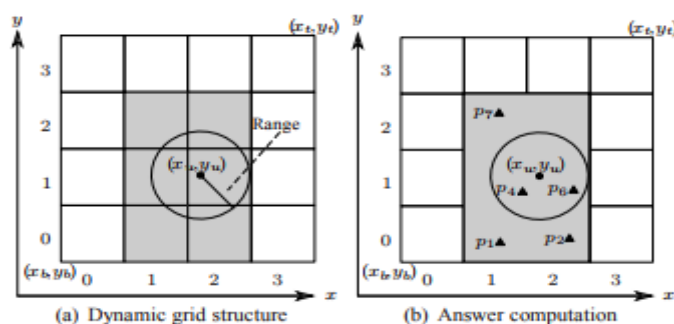 y
(x_t, y_t)
3
2
Range
(x_u, y_u)
1
0
(x_b, y_b)
0 1 2 3
x
(a) Dynamic grid structure
y
(x_t, y_t)
3
2
p_7
(x_u, y_u)
1
p_4 p_6
0
p_1 p_2
(x_b, y_b)
0 1 2 3
x
(b) Answer computation